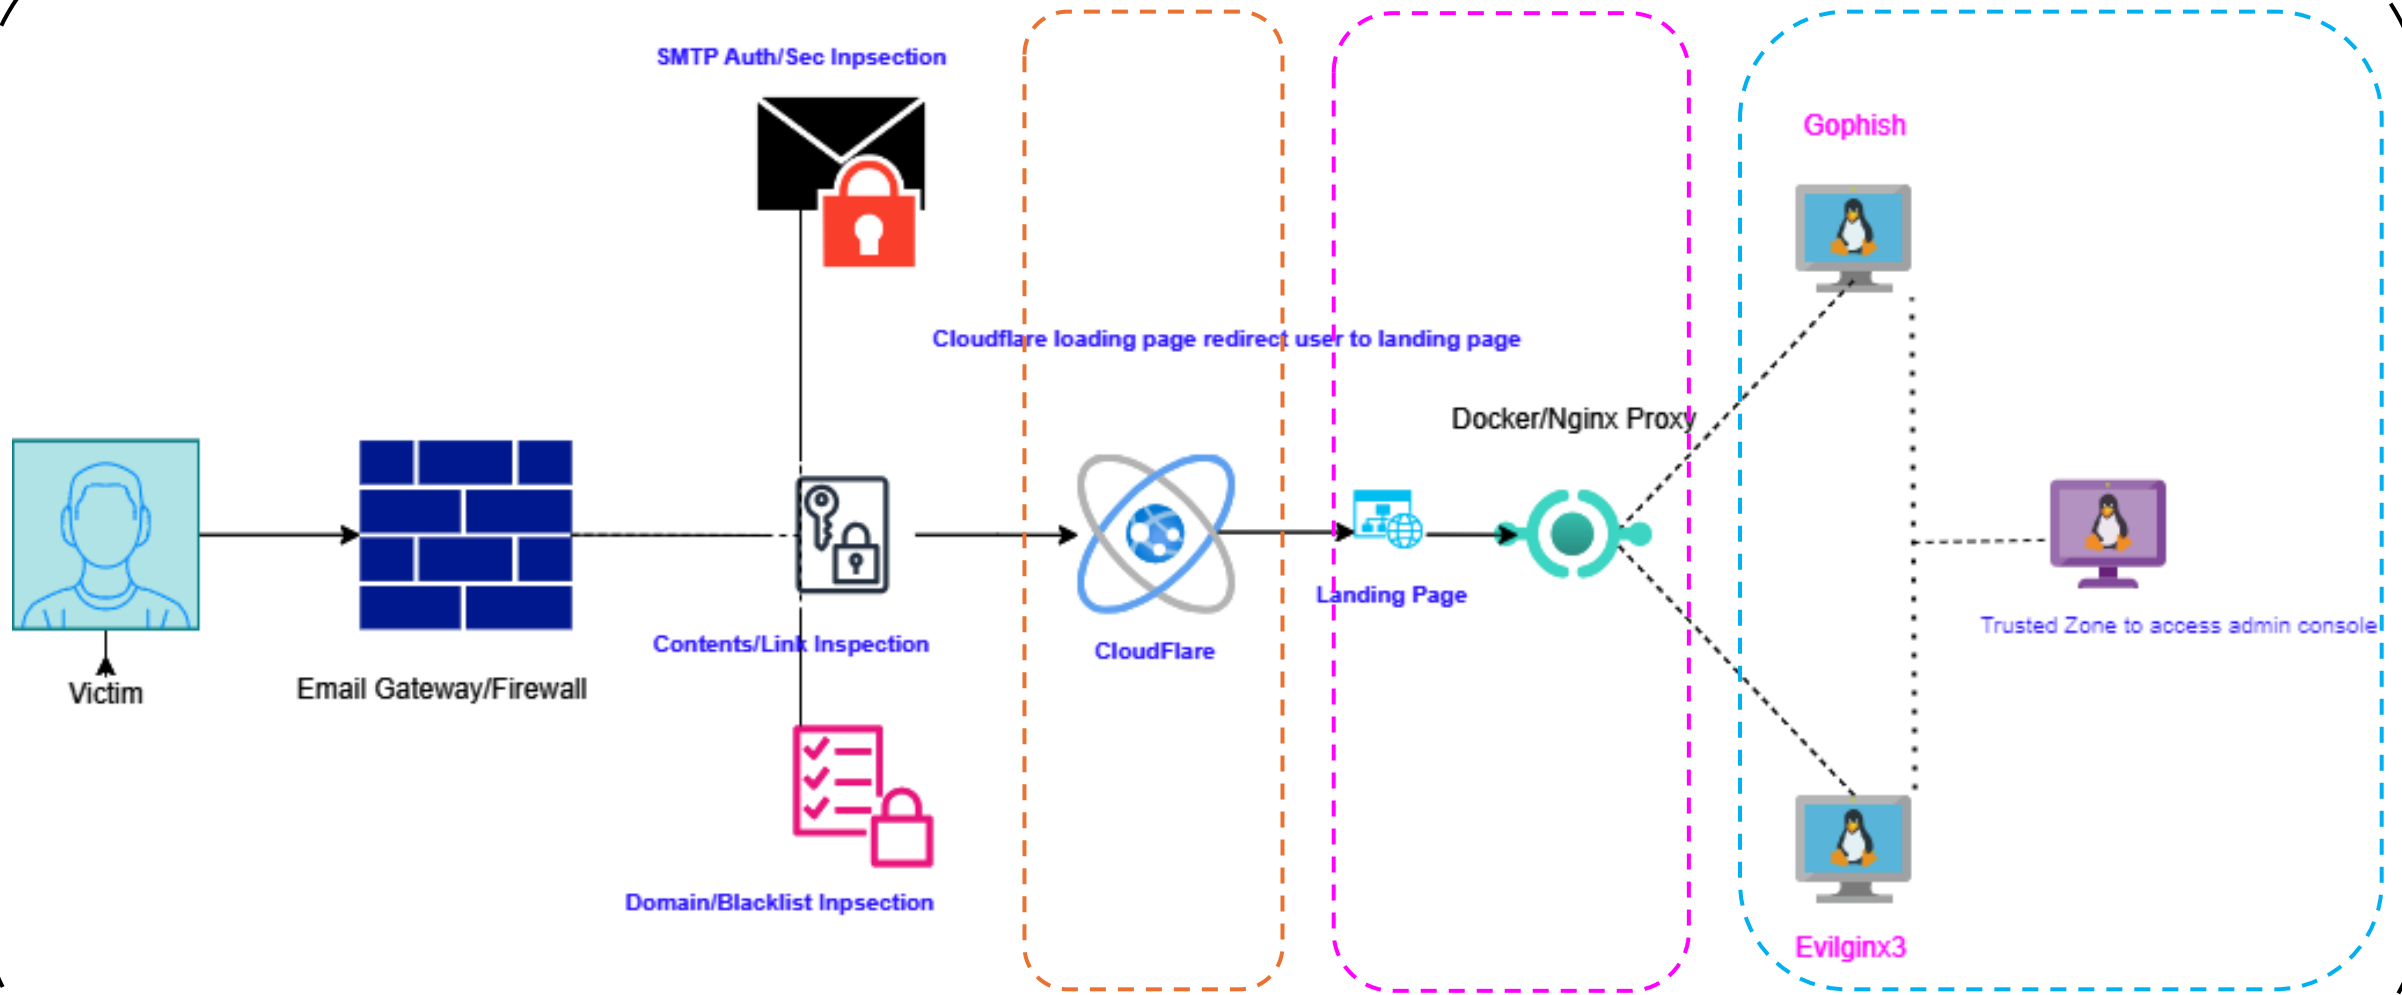 SMTP Auth/Sec Inpsection
Gophish
Cloudflare loading page redirect user to landing page
Docker/Nginx Proxy
Landing Page
Trusted Zone to access admin console
Contents/Link Inspection
CloudFlare
Victim
Email Gateway/Firewall
Domain/Blacklist Inpsection
Evilginx3